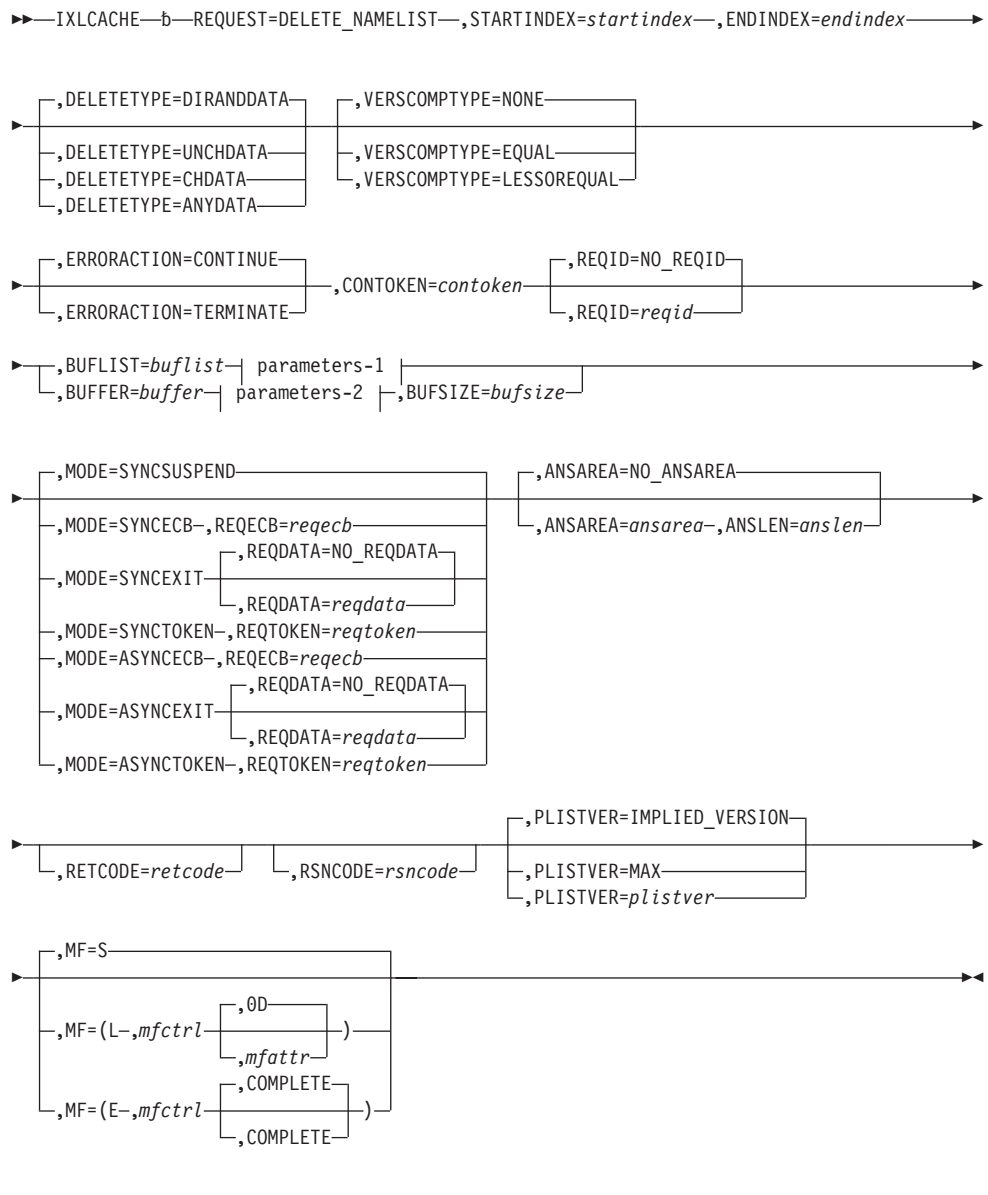 IXLCACHE ƀ REQUEST=DELETE_NAMELIST ,STARTINDEX=startindex ,ENDINDEX=endindex
,DELETETYPE=DIRANDDATA ,VERSCOMPTYPE=NONE
,DELETETYPE=UNCHDATA ,VERSCOMPTYPE=EQUAL
,DELETETYPE=CHDATA ,VERSCOMPTYPE=LESSOREQUAL
,DELETETYPE=ANYDATA
,ERRORACTION=CONTINUE ,REQID=NO_REQID
,CONTOKEN=contoken
,ERRORACTION=TERMINATE ,REQID=reqid
,BUFLIST=buflist parameters-1
,BUFFER=buffer parameters-2 ,BUFSIZE=bufsize
,MODE=SYNCSUSPEND ,ANSAREA=NO_ANSAREA
,MODE=SYNCECB ,REQECB=reqecb ,ANSAREA=ansarea ,ANSLEN=anslen
,REQDATA=NO_REQDATA
,MODE=SYNCEXIT
,REQDATA=reqdata
,MODE=SYNCTOKEN ,REQTOKEN=reqtoken
,MODE=ASYNCECB ,REQECB=reqecb
,REQDATA=NO_REQDATA
,MODE=ASYNCEXIT
,REQDATA=reqdata
,MODE=ASYNCTOKEN ,REQTOKEN=reqtoken
,PLISTVER=IMPLIED_VERSION
,RETCODE=retcode ,RSNCODE=rsncode ,PLISTVER=MAX
,PLISTVER=plistver
,MF=S
,0D
,MF=(L ,mfctrl )
,mfattr
,COMPLETE
,MF=(E ,mfctrl )
,COMPLETE